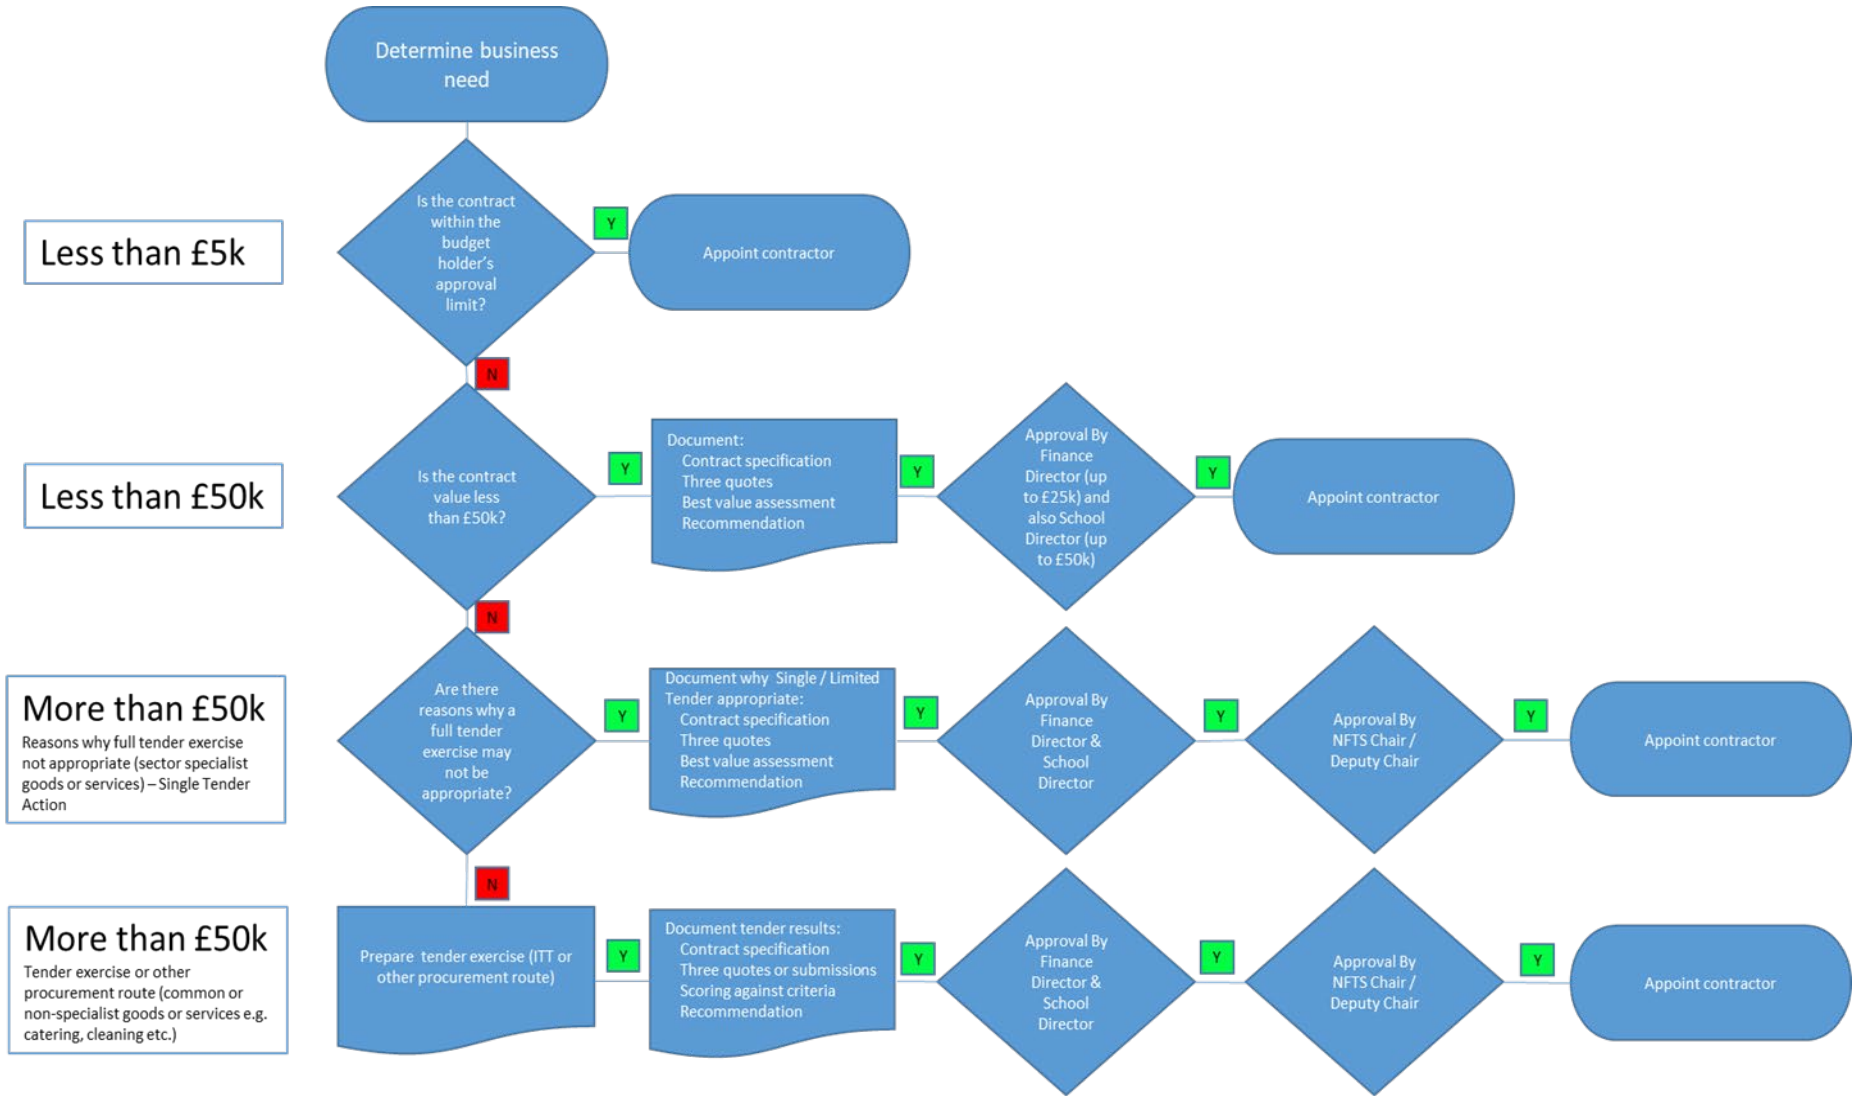 Determine business
need
Less than £5k
Is the contract
within the
budget
holder's
approval
limit?
Y
Appoint contractor
N
Less than £50k
Is the contract
value less
than £50k?
Y
Document:
Contract specification
Three quotes
Best value assessment
Recommendation
Y
Approval By
Finance
Director (up
to £25k) and
also School
Director (up
to £50k)
Y
Appoint contractor
N
More than £50k
Reasons why full tender exercise
not appropriate (sector specialist
goods or services) – Single Tender
Action
Are there
reasons why a
full tender
exercise may
not be
appropriate?
Y
Document why Single / Limited
Tender appropriate:
Contract specification
Three quotes
Best value assessment
Recommendation
Y
Approval By
Finance
Director &
School
Director
Y
Approval By
NFTS Chair /
Deputy Chair
Y
Appoint contractor
N
More than £50k
Tender exercise or other
procurement route (common or
non-specialist goods or services e.g.
catering, cleaning etc.)
Prepare tender exercise (ITT or
other procurement route)
Y
Document tender results:
Contract specification
Three quotes or submissions
Scoring against criteria
Recommendation
Y
Approval By
Finance
Director &
School
Director
Y
Approval By
NFTS Chair /
Deputy Chair
Y
Appoint contractor